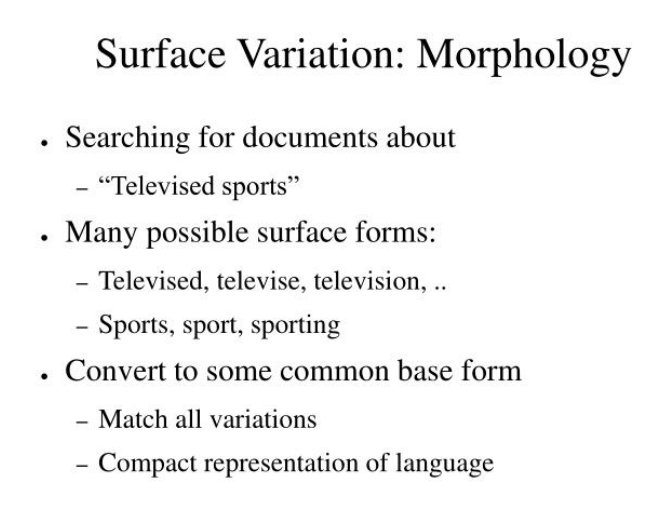 Surface Variation: Morphology
• Searching for documents about
– “Televised sports”
• Many possible surface forms:
– Televised, televise, television, ..
– Sports, sport, sporting
• Convert to some common base form
– Match all variations
– Compact representation of language